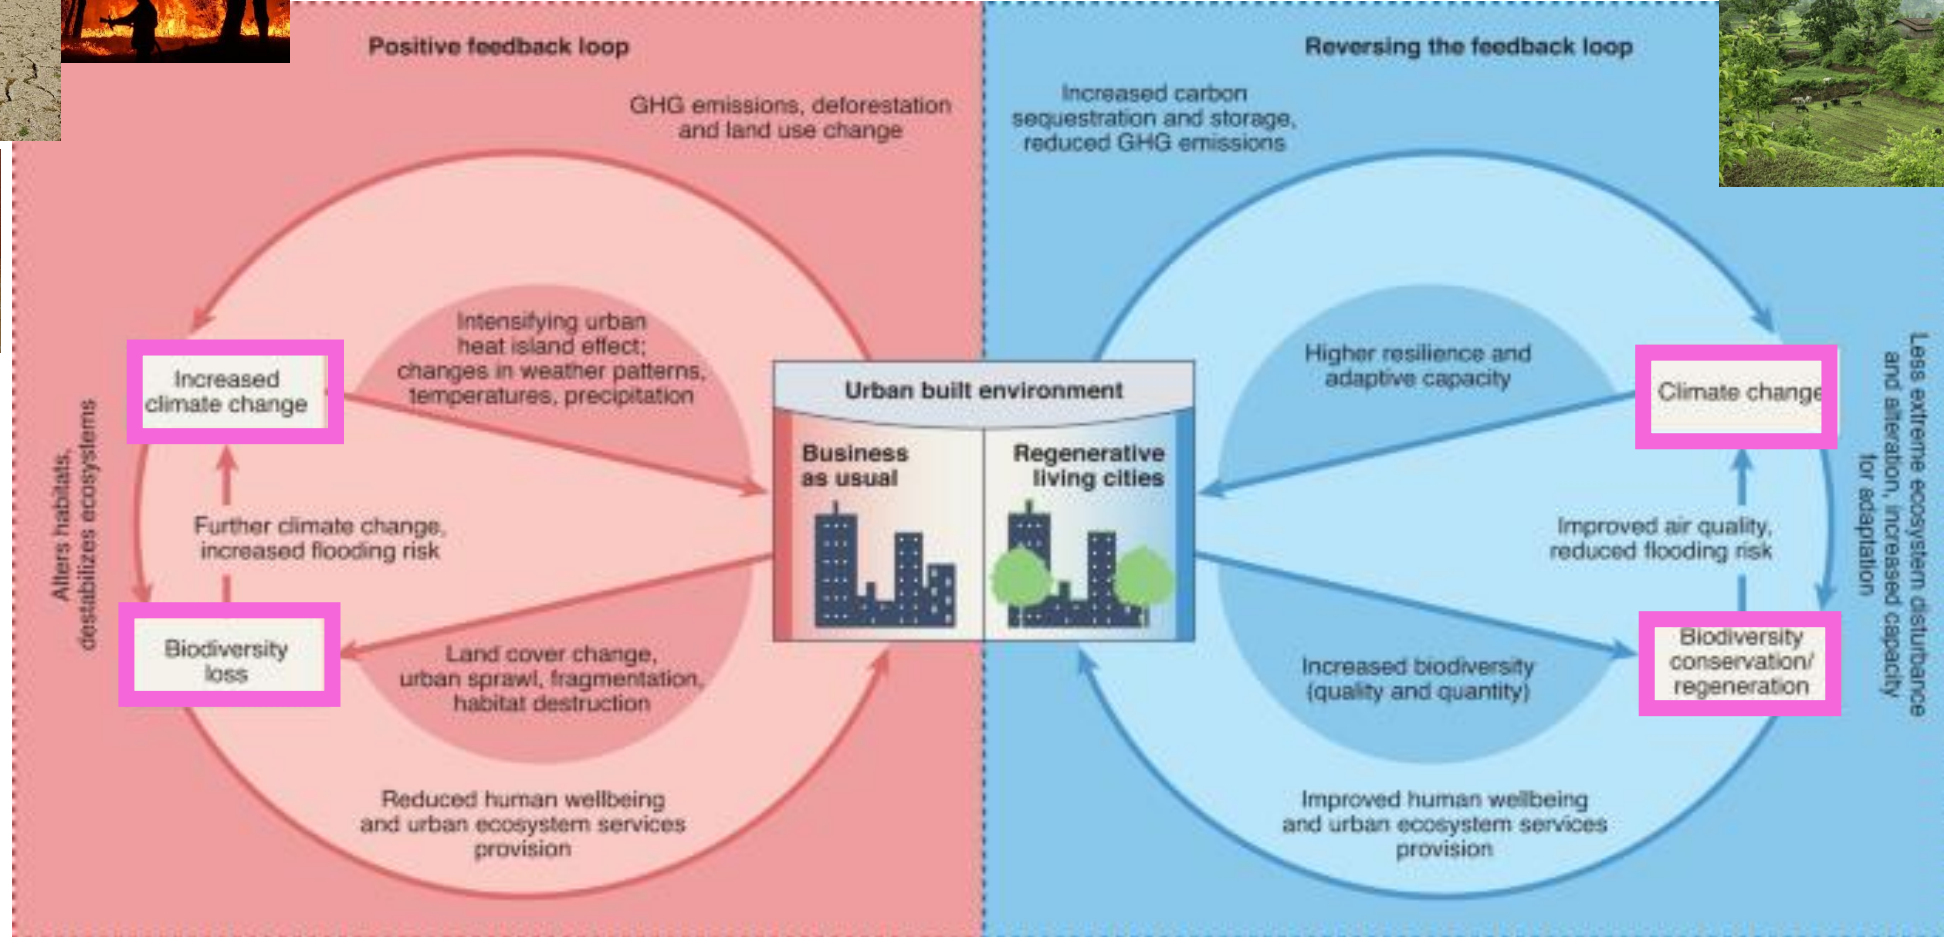 Positive feedback loop
GHG emissions, deforestation
and land use change
Increased
climate change
Intensifying urban
heat island effect;
changes in weather patterns,
temperatures, precipitation
Alters habitats,
destabilizes ecosystems
Further climate change,
increased flooding risk
Biodiversity
loss
Land cover change,
urban sprawl, fragmentation,
habitat destruction
Reduced human wellbeing
and urban ecosystem services
provision
Urban built environment
Business
as usual
Regenerative
living cities
Reversing the feedback loop
Increased carbon
sequestration and storage,
reduced GHG emissions
Higher resilience and
adaptive capacity
Climate change
Less extreme ecosystem disturbance
and alteration, increased capacity
for adaptation
Improved air quality,
reduced flooding risk
Biodiversity
conservation/
regeneration
Increased biodiversity
(quality and quantity)
Improved human wellbeing
and urban ecosystem services
provision